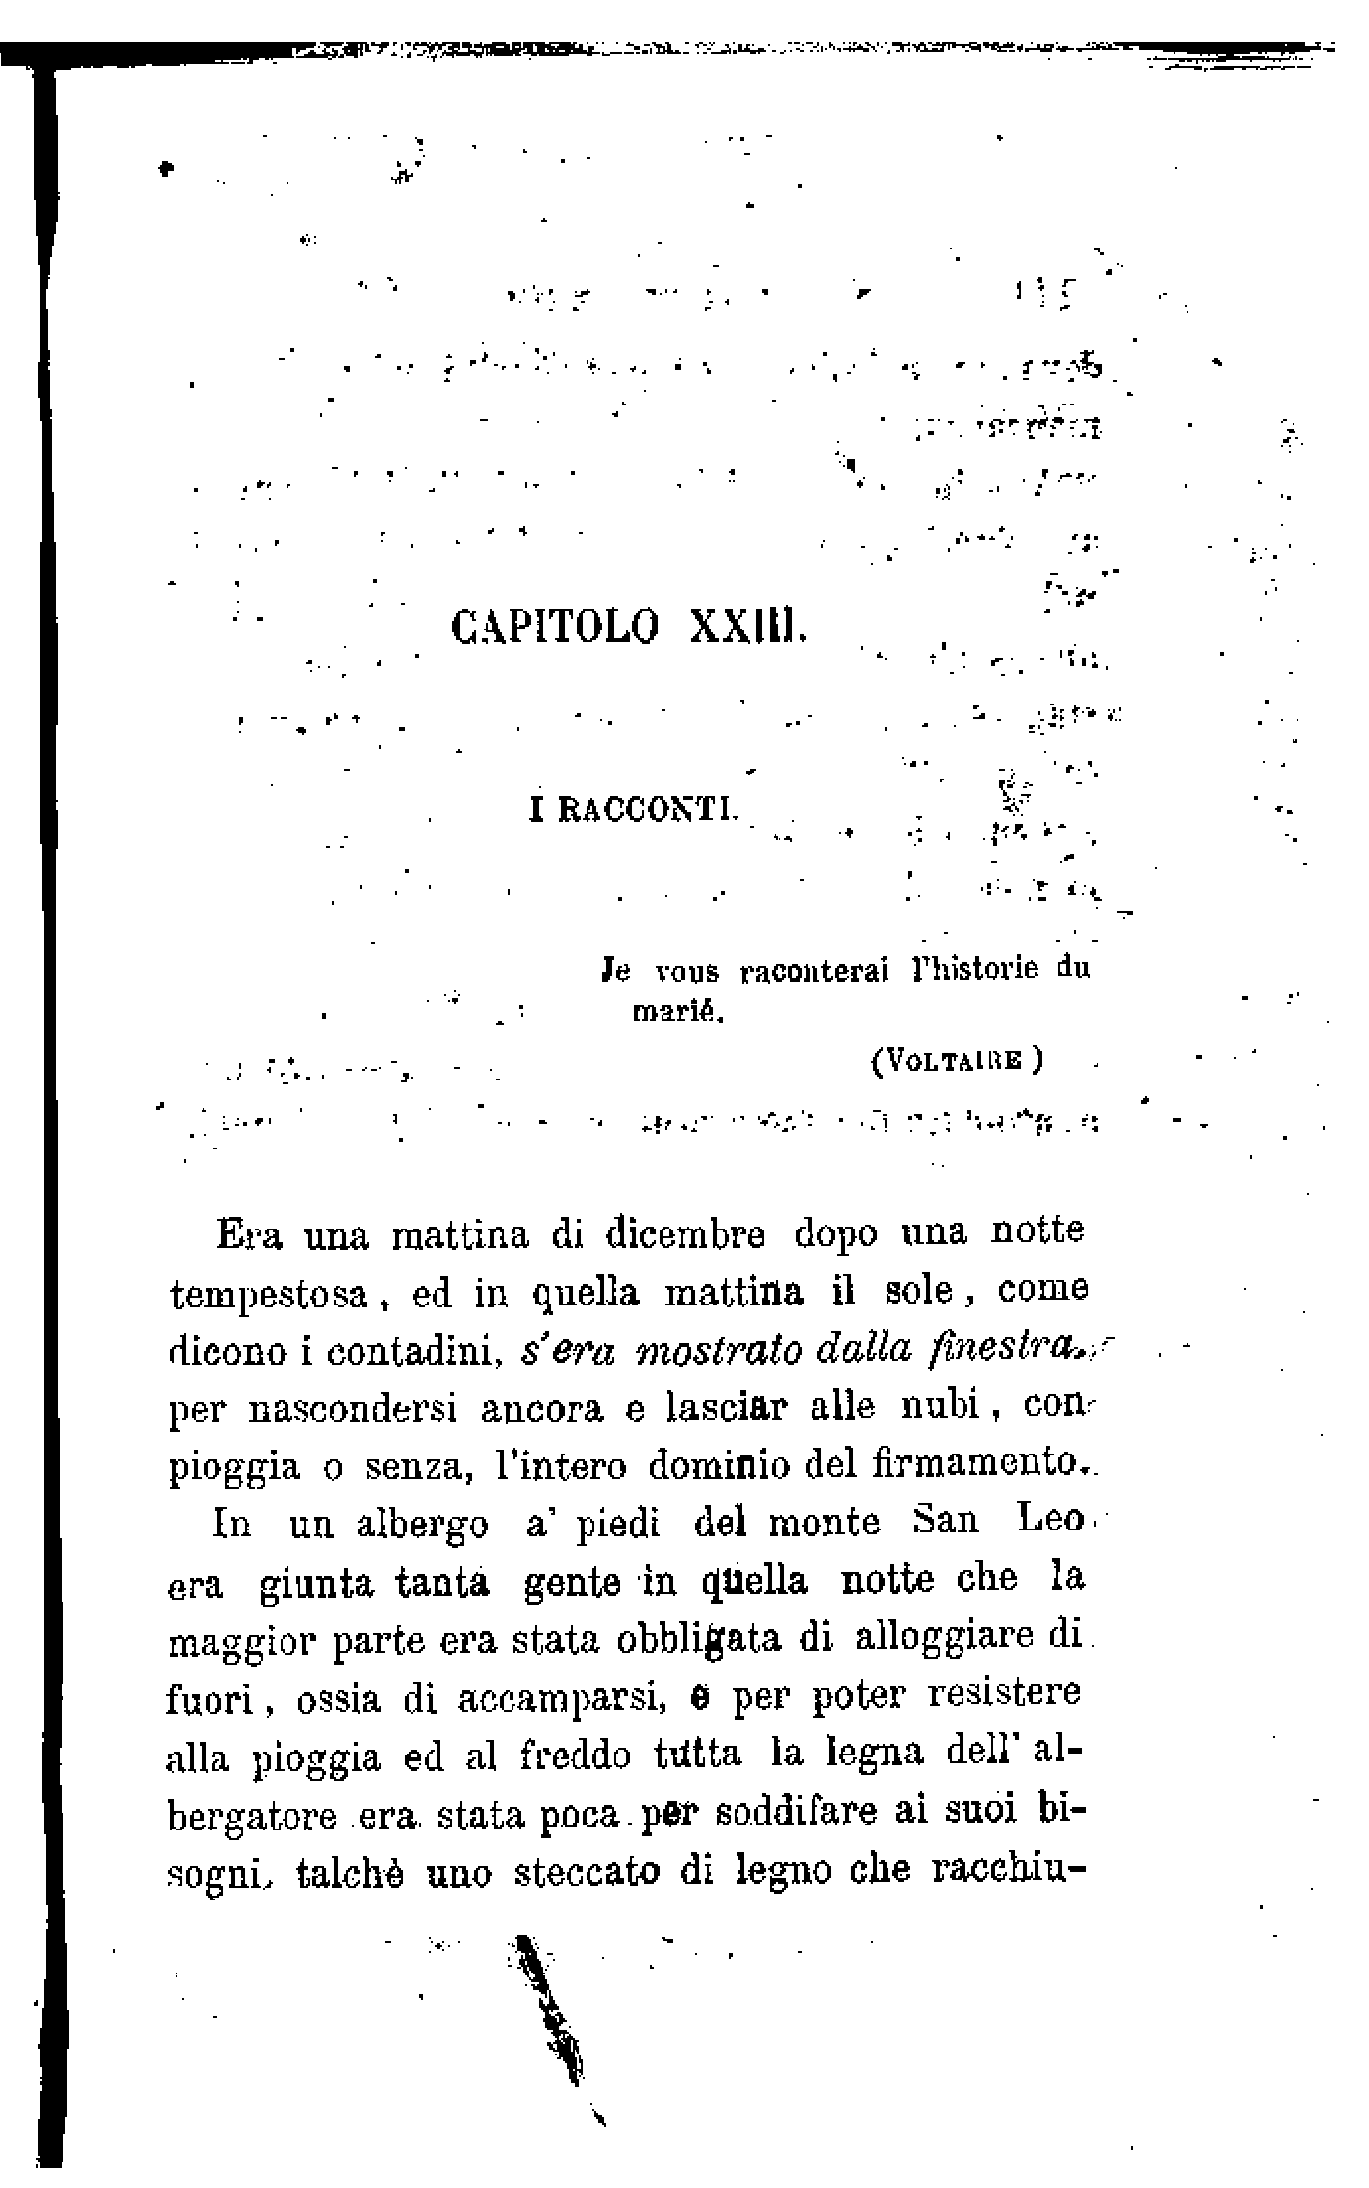 CAPITOLO XXIII.
I RACCONTI.
Je vous raconterai l'historie du
marié.
(VOLTAIRE)
Era una mattina di dicembre dopo una notte
tempestosa, ed in quella mattina il sole, come
dicono i contadini, s'era mostrato dalla finestra,
per nascondersi ancora e lasciar alle nubi, con
pioggia o senza, l'intero dominio del firmamento.
In un albergo a' piedi del monte San Leo
era giunta tanta gente in quella notte che la
maggior parte era stata obbligata di alloggiare di
fuori, ossia di accamparsi, e per poter resistere
alla pioggia ed al freddo tutta la legna dell' al-
bergatore era stata poca per soddifare ai suoi bi-
sogni, talchè uno steccato di legno che racchiu-